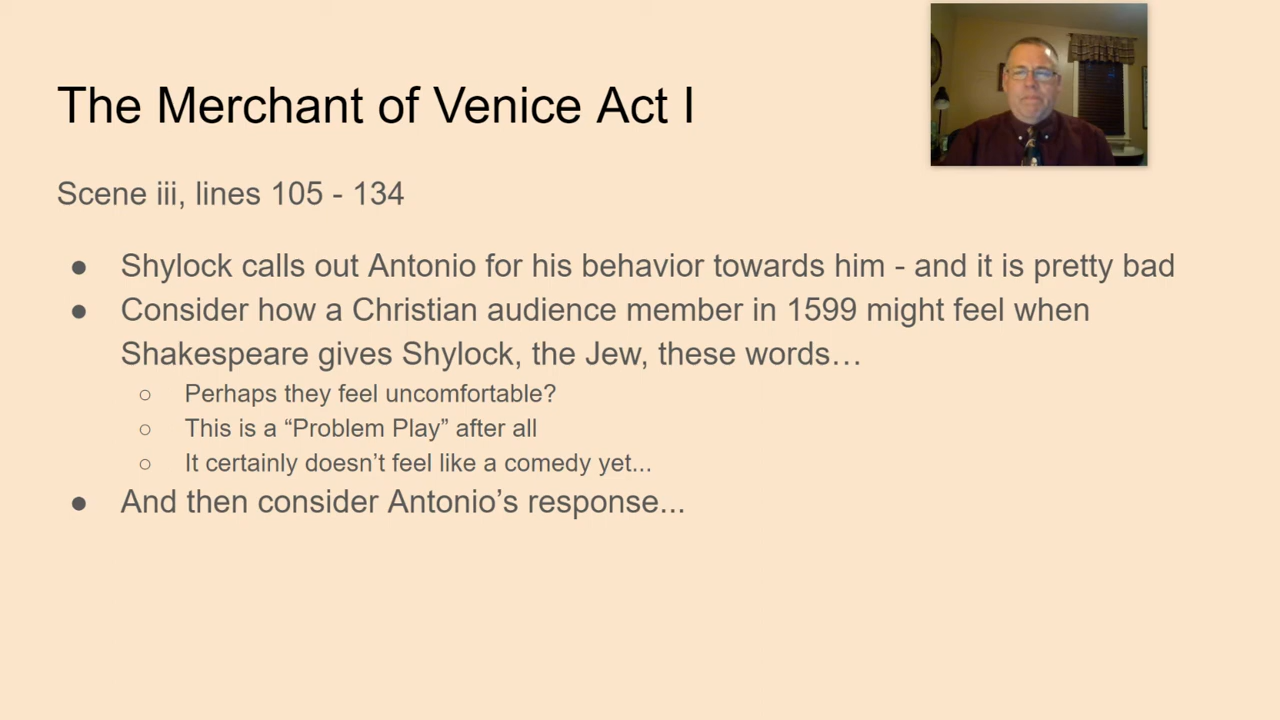 The Merchant of Venice Act I
Scene iii, lines 105 - 134
● Shylock calls out Antonio for his behavior towards him - and it is pretty bad
● Consider how a Christian audience member in 1599 might feel when
Shakespeare gives Shylock, the Jew, these words…
○ Perhaps they feel uncomfortable?
○ This is a “Problem Play” after all
○ It certainly doesn’t feel like a comedy yet...
● And then consider Antonio’s response...